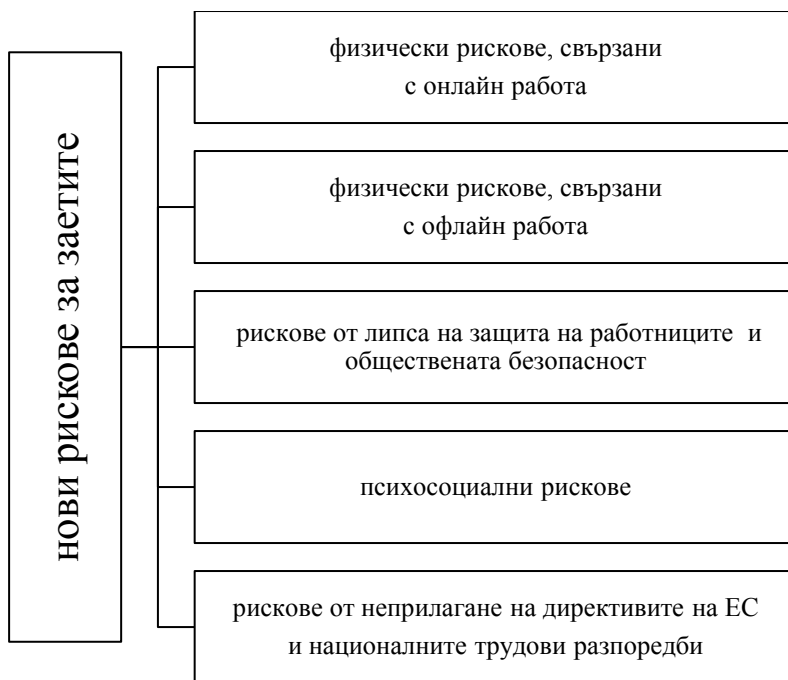 нови рискове за заетите
физически рискове, свързани
с онлайн работа
физически рискове, свързани
с офлайн работа
рискове от липса на защита на работниците и
обществената безопасност
психосоциални рискове
рискове от неприлагане на директивите на ЕС
и националните трудови разпоредби